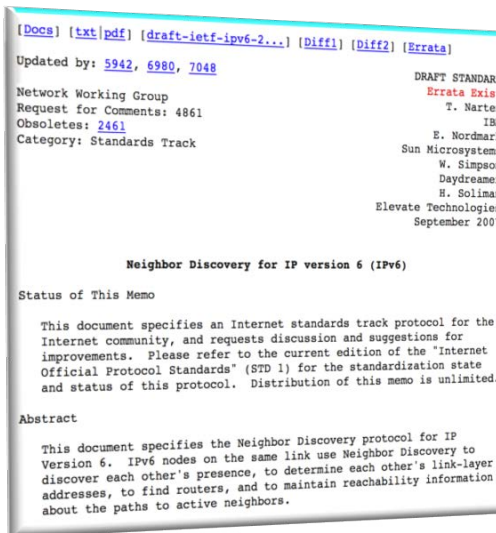 [Docs] [txt|pdf] [draft-ietf-ipv6-2...] [Diff1] [Diff2] [Errata]
Updated by: 5942, 6980, 7048
DRAFT STANDAR
Errata Exis
Network Working Group
Request for Comments: 4861
Obsoletes: 2461
Category: Standards Track
T. Narte
IB
E. Nordmar
Sun Microsystem
W. Simpso
Daydreame
H. Solima
Elevate Technologie
September 200
Neighbor Discovery for IP version 6 (IPv6)
Status of This Memo
This document specifies an Internet standards track protocol for the
Internet community, and requests discussion and suggestions for
improvements. Please refer to the current edition of the "Internet
Official Protocol Standards" (STD 1) for the standardization state
and status of this protocol. Distribution of this memo is unlimited.
Abstract
This document specifies the Neighbor Discovery protocol for IP
Version 6. IPv6 nodes on the same link use Neighbor Discovery to
discover each other's presence, to determine each other's link-layer
addresses, to find routers, and to maintain reachability information
about the paths to active neighbors.